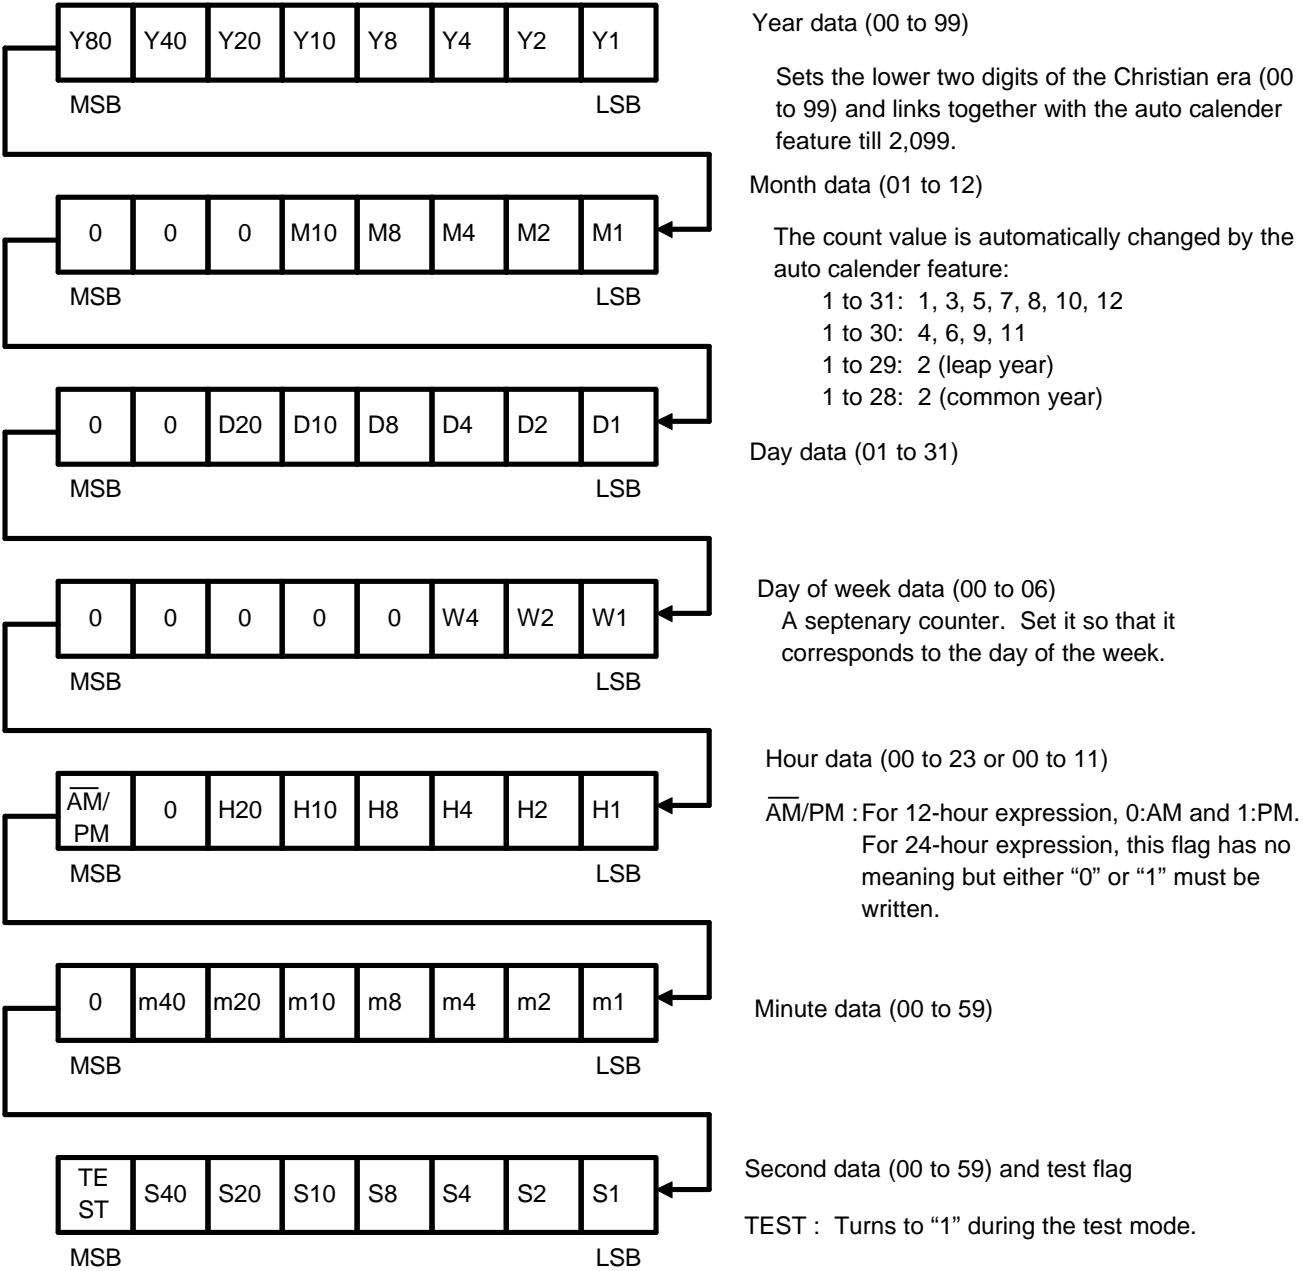 Y80 Y40 Y20 Y10 Y8 Y4 Y2 Y1
MSB LSB
Year data (00 to 99)
Sets the lower two digits of the Christian era (00
to 99) and links together with the auto calender
feature till 2,099.
0 0 0 M10 M8 M4 M2 M1
MSB LSB
Month data (01 to 12)
The count value is automatically changed by the
auto calender feature:
1 to 31: 1, 3, 5, 7, 8, 10, 12
1 to 30: 4, 6, 9, 11
1 to 29: 2 (leap year)
1 to 28: 2 (common year)
0 0 D20 D10 D8 D4 D2 D1
MSB LSB
Day data (01 to 31)
0 0 0 0 0 W4 W2 W1
MSB LSB
Day of week data (00 to 06)
A septenary counter. Set it so that it
corresponds to the day of the week.
A̅M̅/
PM 0 H20 H10 H8 H4 H2 H1
MSB LSB
Hour data (00 to 23 or 00 to 11)
A̅M̅/PM : For 12-hour expression, 0:AM and 1:PM.
For 24-hour expression, this flag has no
meaning but either “0” or “1” must be
written.
0 m40 m20 m10 m8 m4 m2 m1
MSB LSB
Minute data (00 to 59)
TE
ST S40 S20 S10 S8 S4 S2 S1
MSB LSB
Second data (00 to 59) and test flag
TEST : Turns to “1” during the test mode.